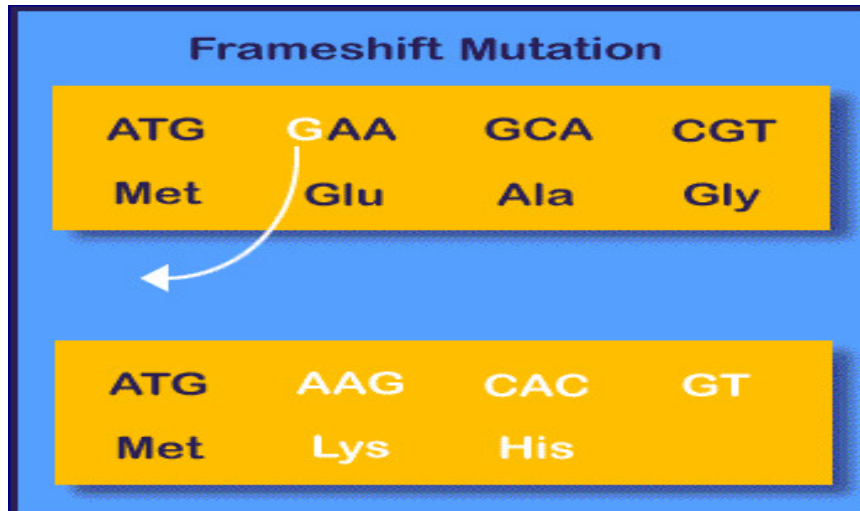 Frameshift Mutation
ATG GAA GCA CGT
Met Glu Ala Gly
ATG AAG CAC GT
Met Lys His